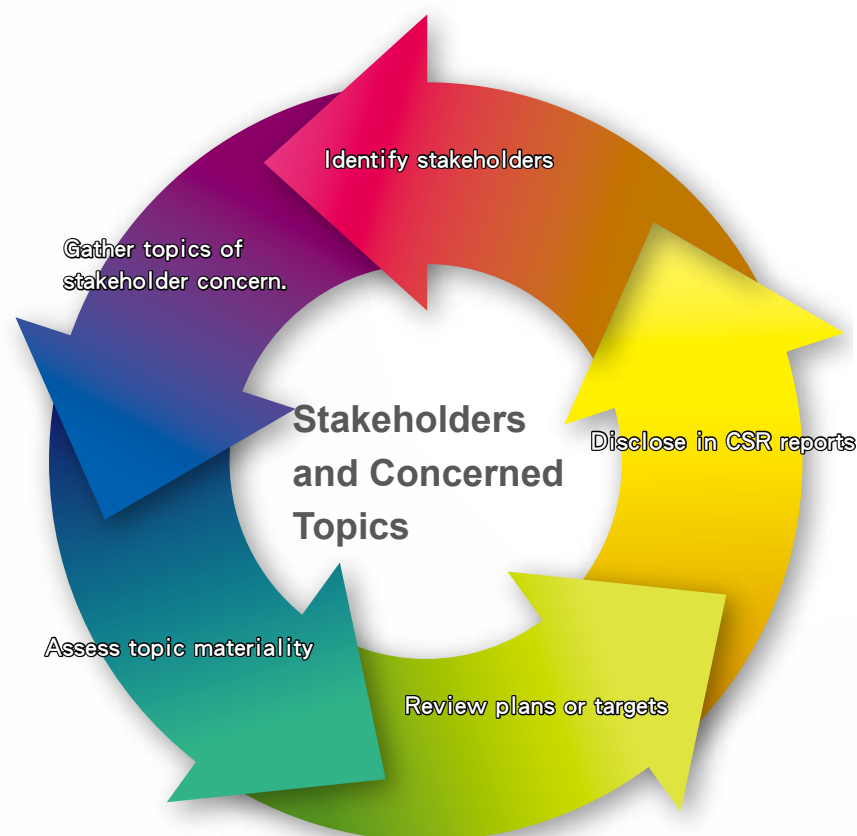 Identify stakeholders
Gather topics of
stakeholder concern.
Stakeholders
and Concerned
Topics
Disclose in CSR reports
Assess topic materiality
Review plans or targets